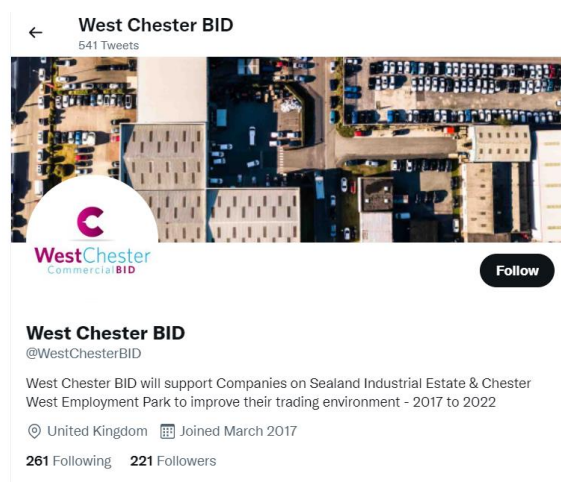 West Chester BID
541 Tweets
C
WestChester
CommercialBID
Follow
West Chester BID
@WestChesterBID
West Chester BID will support Companies on Sealand Industrial Estate & Chester
West Employment Park to improve their trading environment - 2017 to 2022
United Kingdom Joined March 2017
261 Following 221 Followers